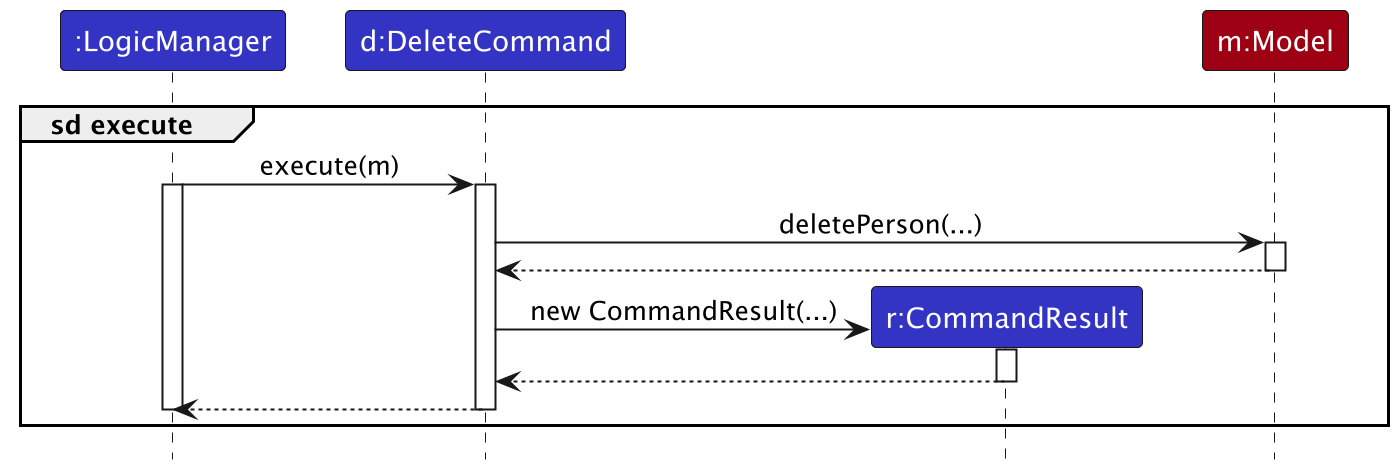 :LogicManager
d:DeleteCommand
m:Model
sd execute
execute(m)
deletePerson(...)
new CommandResult(...)
r:CommandResult